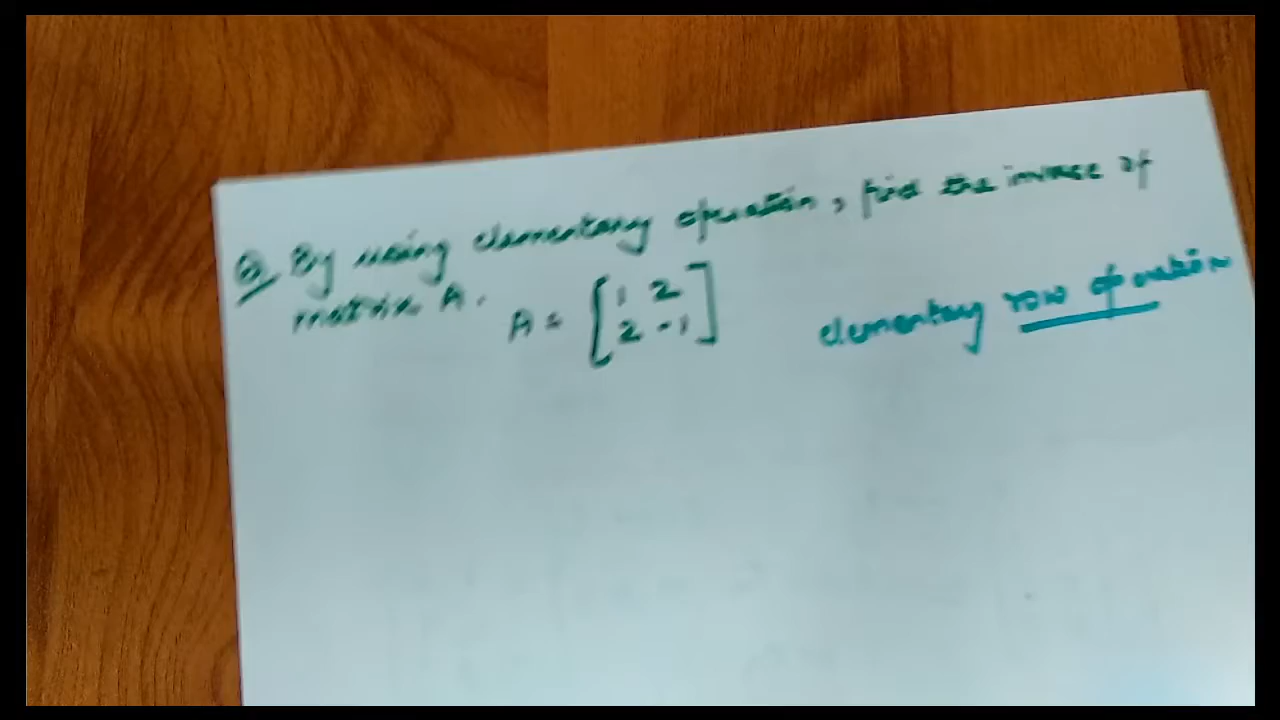 Q. By using elementary operation, find the inverse of
matrix A.
A = [ 1 2
2 -1 ]
elementary row operation